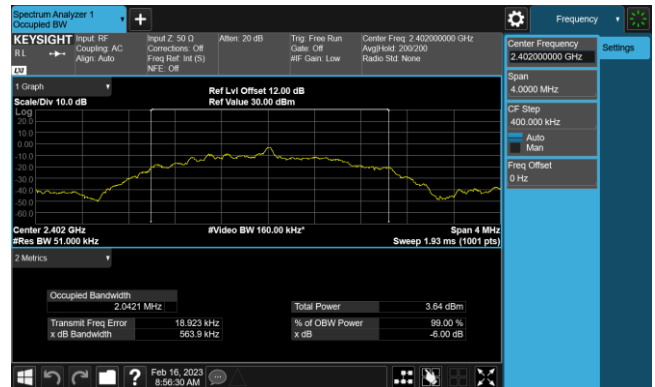 Spectrum Analyzer 1
Occupied BW
Frequency
KEYSIGHT
RL
LXI
Input: RF
Coupling: AC
Align: Auto
Input Z: 50 Ω
Corrections: Off
Freq Ref: Int (S)
NFE: Off
Atten: 20 dB
Trig: Free Run
Gate: Off
#IF Gain: Low
Center Freq: 2.402000000 GHz
Avg|Hold: 200/200
Radio Std: None
Center Frequency
2.402000000 GHz
Settings
Span
4.0000 MHz
CF Step
400.000 kHz
Auto
Man
Freq Offset
0 Hz
1 Graph
Scale/Div 10.0 dB
Ref Lvl Offset 12.00 dB
Ref Value 30.00 dBm
Log
20.0
10.0
0.00
-10.0
-20.0
-30.0
-40.0
-50.0
-60.0
Center 2.402 GHz
#Video BW 160.00 kHz*
Span 4 MHz
#Res BW 51.000 kHz
Sweep 1.93 ms (1001 pts)
2 Metrics
Occupied Bandwidth
2.0421 MHz
Total Power
3.64 dBm
Transmit Freq Error
18.923 kHz
% of OBW Power
99.00 %
x dB Bandwidth
563.9 kHz
x dB
-6.00 dB
?
Feb 16, 2023
8:56:30 AM